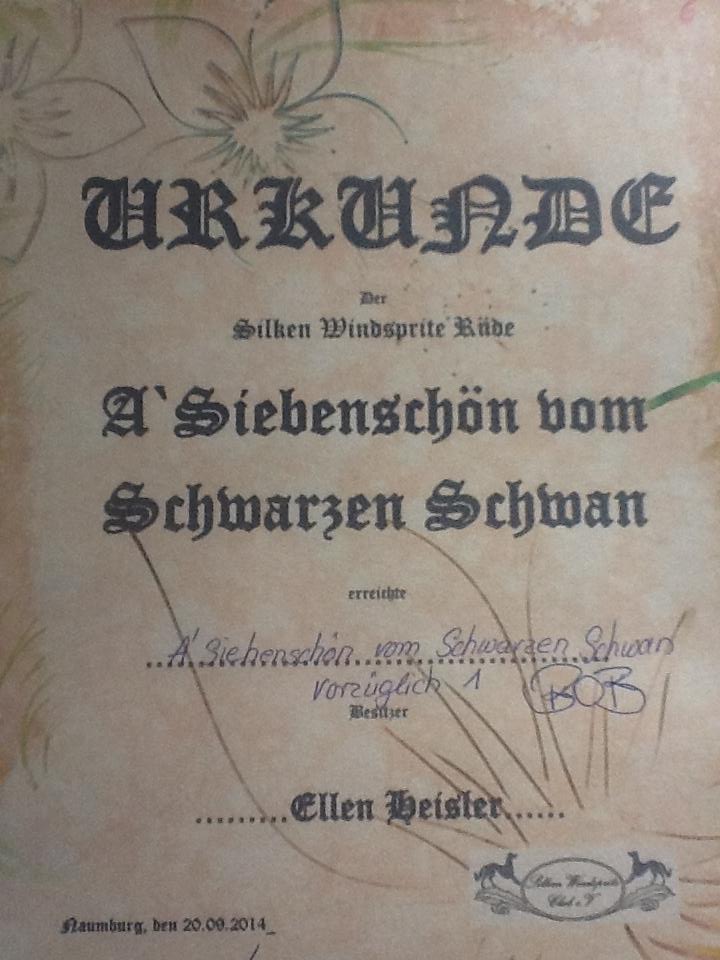 URKUNDE
Der
Silken Windsprite Rüde
A`Siebenschön vom
Schwarzen Schwan
erreichte
A' Siebenschön vom Schwarzen Schwan
vorzüglich 1 BOB
Besitzer
.........Ellen Heisler......
Silken Windsprite
Club e.V
Naumburg, den 20.09.2014_